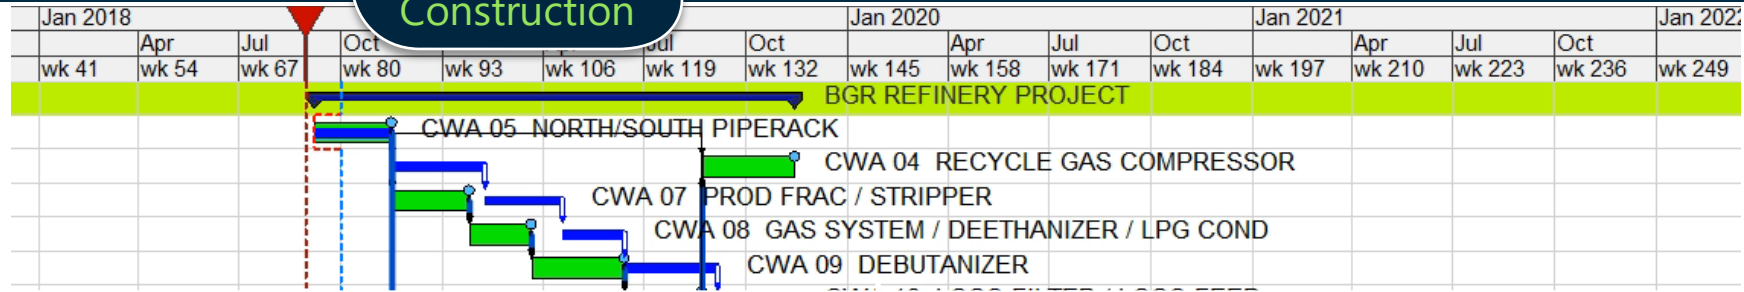 Construction
Jan 2018 Jan 2020 Jan 2021 Jan 2022
Apr Jul Oct Jul Oct Apr Jul Oct Apr Jul Oct
wk 41 wk 54 wk 67 wk 80 wk 93 wk 106 wk 119 wk 132 wk 145 wk 158 wk 171 wk 184 wk 197 wk 210 wk 223 wk 236 wk 249
BGR REFINERY PROJECT
CWA 05 NORTH/SOUTH PIPERACK
CWA 04 RECYCLE GAS COMPRESSOR
CWA 07 PROD FRAC / STRIPPER
CWA 08 GAS SYSTEM / DEETHANIZER / LPG COND
CWA 09 DEBUTANIZER